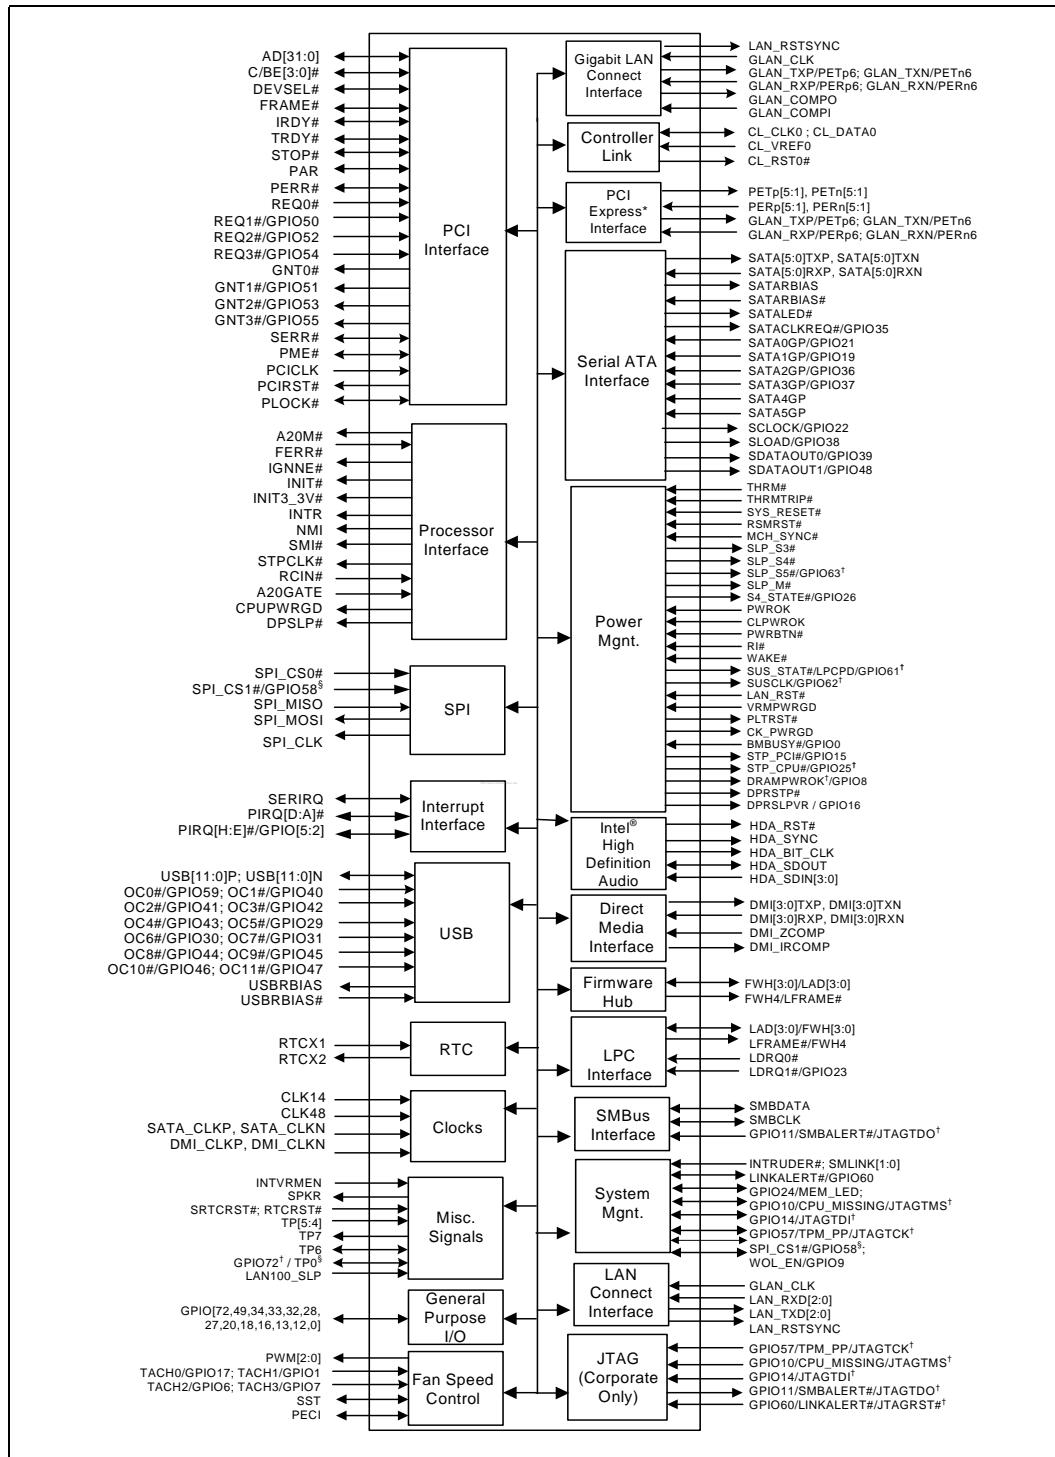 AD[31:0]
C/BE[3:0]#
DEVSEL#
FRAME#
IRDY#
TRDY#
STOP#
PAR
PERR#
REQ0#
REQ1#/GPIO50
REQ2#/GPIO52
REQ3#/GPIO54
GNT0#
GNT1#/GPIO51
GNT2#/GPIO53
GNT3#/GPIO55
SERR#
PME#
PCICLK
PCIRST#
PLOCK#
PCI
Interface
A20M#
FERR#
IGNNE#
INIT#
INIT3_3V#
INTR
NMI
SMI#
STPCLK#
RCIN#
A20GATE
CPUPWRGD
DPSLP#
Processor
Interface
SPI_CS0#
SPI_CS1#/GPIO58§
SPI_MISO
SPI_MOSI
SPI_CLK
SPI
SERIRQ
PIRQ[D:A]#
PIRQ[H:E]#/GPIO[5:2]
Interrupt
Interface
USB[11:0]P; USB[11:0]N
OC0#/GPIO59; OC1#/GPIO40
OC2#/GPIO41; OC3#/GPIO42
OC4#/GPIO43; OC5#/GPIO29
OC6#/GPIO30; OC7#/GPIO31
OC8#/GPIO44; OC9#/GPIO45
OC10#/GPIO46; OC11#/GPIO47
USBRBIAS
USBRBIAS#
USB
RTCX1
RTCX2
RTC
CLK14
CLK48
SATA_CLKP, SATA_CLKN
DMI_CLKP, DMI_CLKN
Clocks
INTVRMEN
SPKR
SRTCRST#; RTCRST#
TP[5:4]
TP7
TP6
GPIO72† / TP0§
LAN100_SLP
Misc.
Signals
GPIO[72,49,34,33,32,28,
27,20,18,16,13,12,0]
General
Purpose
I/O
PWM[2:0]
TACH0/GPIO17; TACH1/GPIO1
TACH2/GPIO6; TACH3/GPIO7
SST
PECI
Fan Speed
Control
Gigabit LAN
Connect
Interface
LAN_RSTSYNC
GLAN_CLK
GLAN_TXP/PETp6; GLAN_TXN/PETn6
GLAN_RXP/PERp6; GLAN_RXN/PERn6
GLAN_COMPO
GLAN_COMPI
Controller
Link
CL_CLK0 ; CL_DATA0
CL_VREF0
CL_RST0#
PCI
Express*
Interface
PETp[5:1], PETn[5:1]
PERp[5:1], PERn[5:1]
GLAN_TXP/PETp6; GLAN_TXN/PETn6
GLAN_RXP/PERp6; GLAN_RXN/PERn6
Serial ATA
Interface
SATA[5:0]TXP, SATA[5:0]TXN
SATA[5:0]RXP, SATA[5:0]RXN
SATARBIAS
SATARBIAS#
SATALED#
SATACLKREQ#/GPIO35
SATA0GP/GPIO21
SATA1GP/GPIO19
SATA2GP/GPIO36
SATA3GP/GPIO37
SATA4GP
SATA5GP
SCLOCK/GPIO22
SLOAD/GPIO38
SDATAOUT0/GPIO39
SDATAOUT1/GPIO48
Power
Mgnt.
THRM#
THRMTRIP#
SYS_RESET#
RSMRST#
MCH_SYNC#
SLP_S3#
SLP_S4#
SLP_S5#/GPIO63†
SLP_M#
S4_STATE#/GPIO26
PWROK
CLPWROK
PWRBTN#
RI#
WAKE#
SUS_STAT#/LPCPD/GPIO61†
SUSCLK/GPIO62†
LAN_RST#
VRMPWRGD
PLTRST#
CK_PWRGD
BMBUSY#/GPIO0
STP_PCI#/GPIO15
STP_CPU#/GPIO25†
DRAMPWROK†/GPIO8
DPRSTP#
DPRSLPVR / GPIO16
Intel®
High
Definition
Audio
HDA_RST#
HDA_SYNC
HDA_BIT_CLK
HDA_SDOUT
HDA_SDIN[3:0]
Direct
Media
Interface
DMI[3:0]TXP, DMI[3:0]TXN
DMI[3:0]RXP, DMI[3:0]RXN
DMI_ZCOMP
DMI_IRCOMP
Firmware
Hub
FWH[3:0]/LAD[3:0]
FWH4/LFRAME#
LPC
Interface
LAD[3:0]/FWH[3:0]
LFRAME#/FWH4
LDRQ0#
LDRQ1#/GPIO23
SMBus
Interface
SMBDATA
SMBCLK
GPIO11/SMBALERT#/JTAGTDO†
System
Mgnt.
INTRUDER#; SMLINK[1:0]
LINKALERT#/GPIO60
GPIO24/MEM_LED;
GPIO10/CPU_MISSING/JTAGTMS†
GPIO14/JTAGTDI†
GPIO57/TPM_PP/JTAGTCK†
SPI_CS1#/GPIO58§;
WOL_EN/GPIO9
LAN
Connect
Interface
GLAN_CLK
LAN_RXD[2:0]
LAN_TXD[2:0]
LAN_RSTSYNC
JTAG
(Corporate
Only)
GPIO57/TPM_PP/JTAGTCK†
GPIO10/CPU_MISSING/JTAGTMS†
GPIO14/JTAGTDI†
GPIO11/SMBALERT#/JTAGTDO†
GPIO60/LINKALERT#/JTAGRST#†